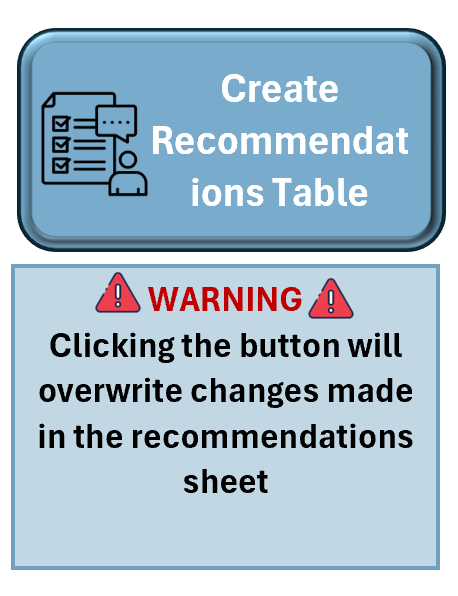 Create
Recommendat
ions Table
WARNING
Clicking the button will
overwrite changes made
in the recommendations
sheet